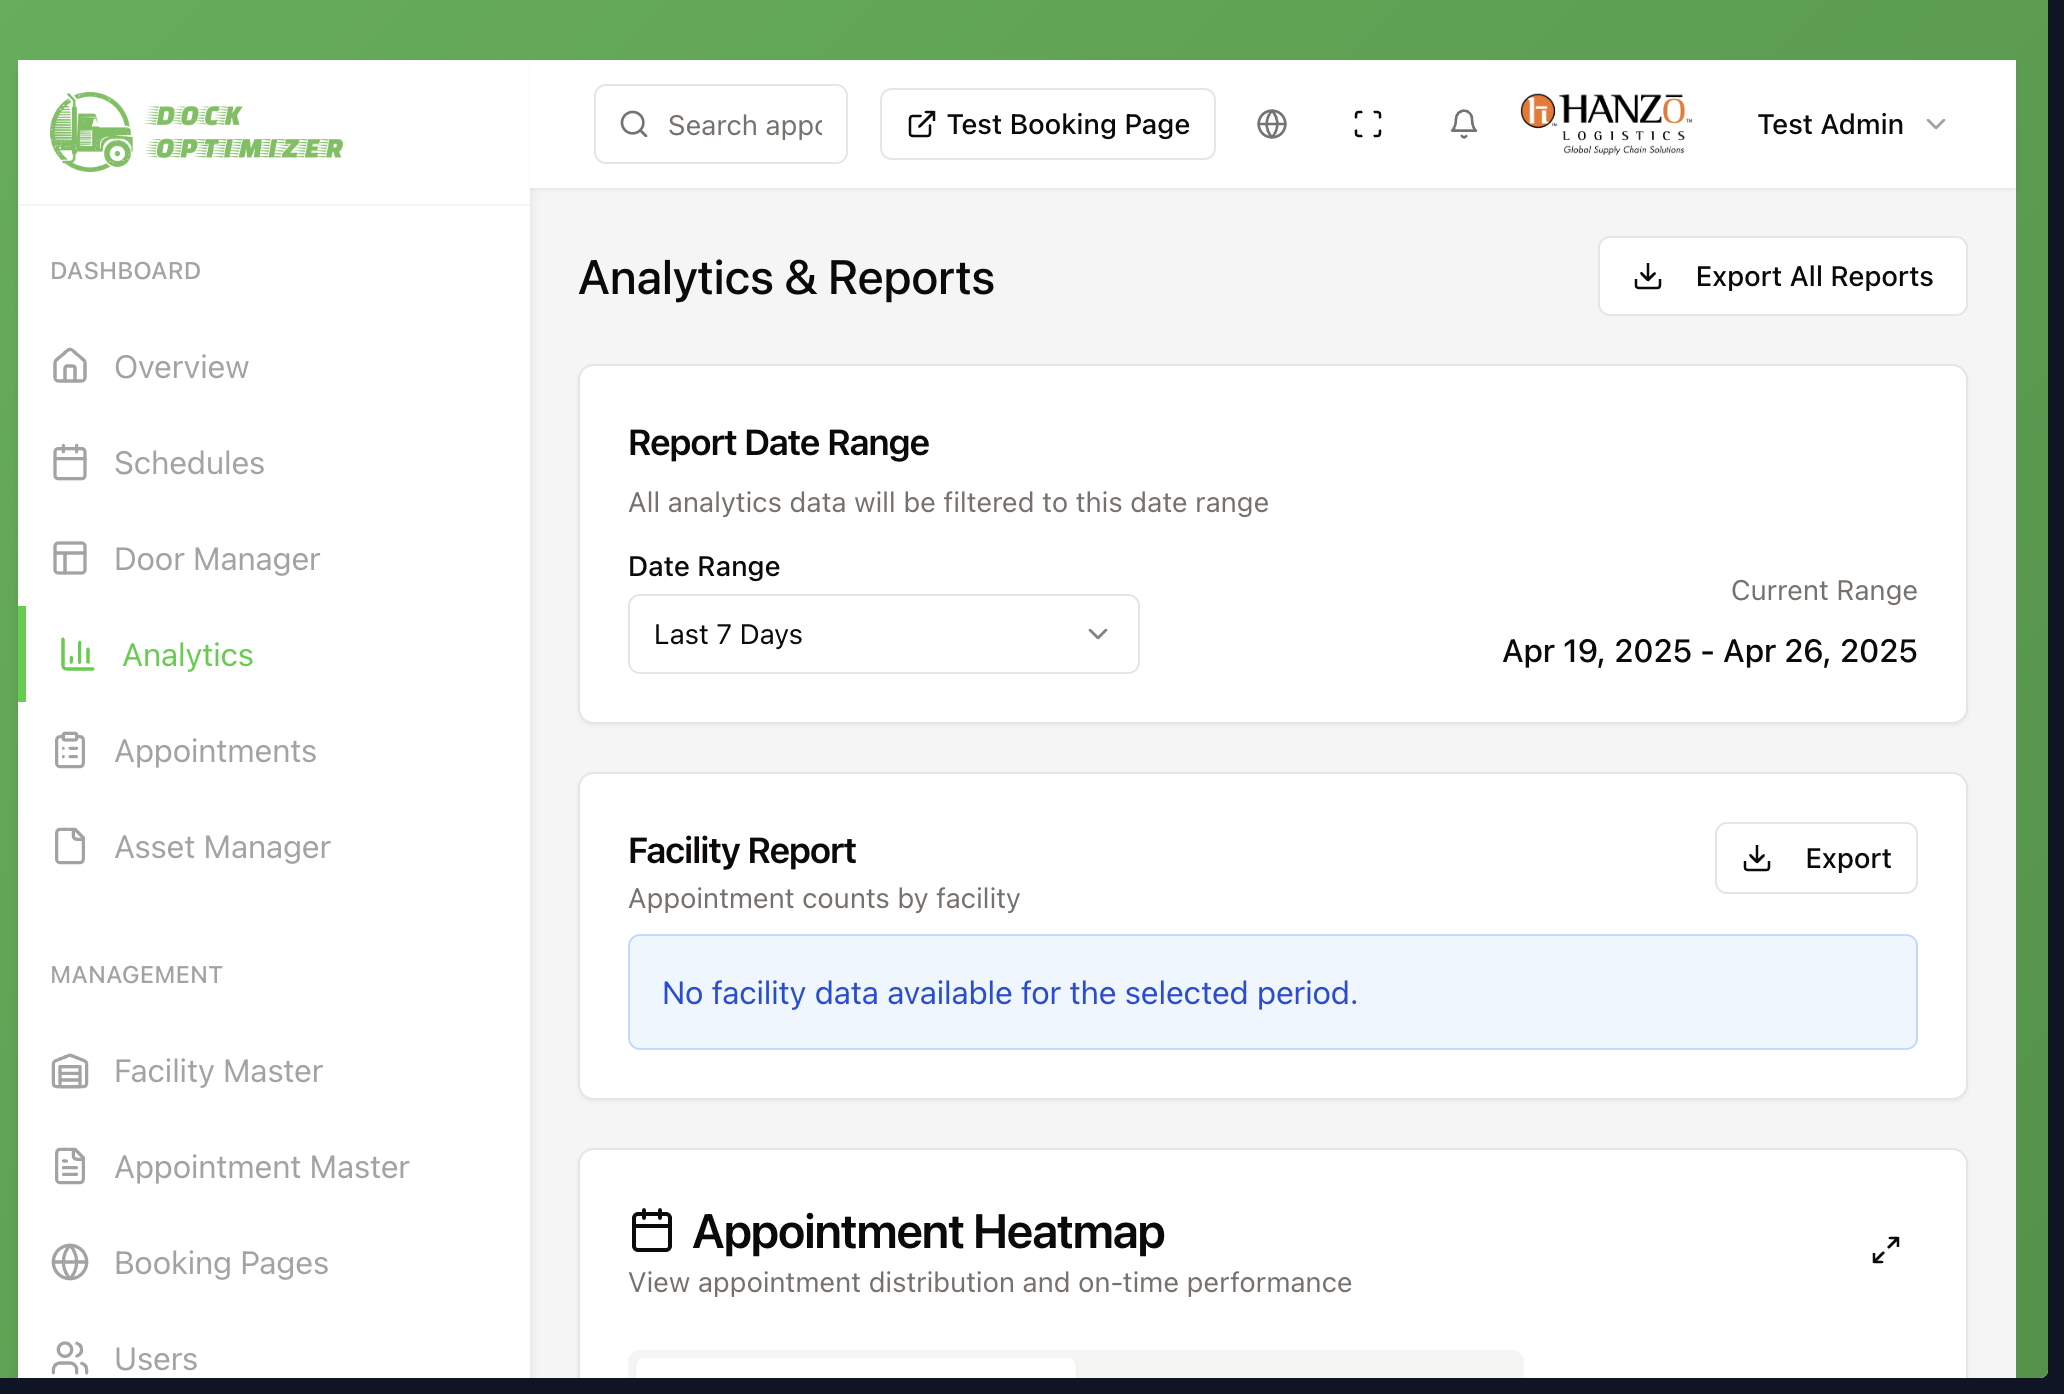 DOCK
OPTIMIZER
Search appo
Test Booking Page
HANZŌ
LOGISTICS
Global Supply Chain Solutions
Test Admin
DASHBOARD
Overview
Schedules
Door Manager
Analytics
Appointments
Asset Manager
MANAGEMENT
Facility Master
Appointment Master
Booking Pages
Users
Analytics & Reports
Export All Reports
Report Date Range
All analytics data will be filtered to this date range
Date Range
Last 7 Days
Current Range
Apr 19, 2025 - Apr 26, 2025
Facility Report
Appointment counts by facility
Export
No facility data available for the selected period.
Appointment Heatmap
View appointment distribution and on-time performance